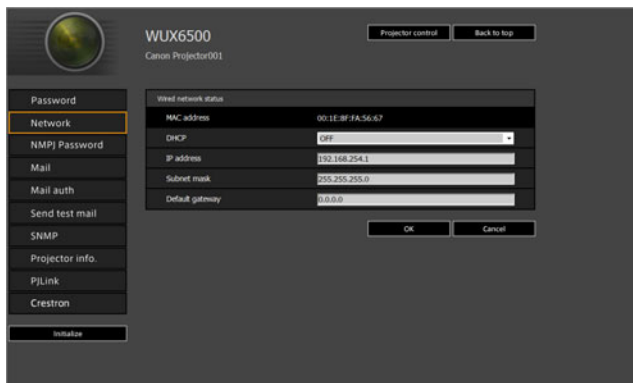 WUX6500
Projector control
Back to top
Canon Projector001
Password
Network
NMPJ Password
Mail
Mail auth
Send test mail
SNMP
Projector info.
PJLink
Crestron
Initialize
Wired network status
MAC address 00:1E:8F:FA:56:67
DHCP OFF
IP address 192.168.254.1
Subnet mask 255.255.255.0
Default gateway 0.0.0.0
OK
Cancel